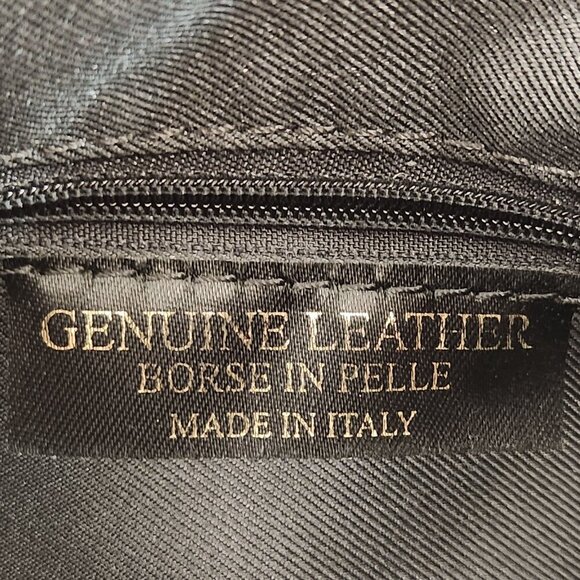 GENUINE LEATHER
BORSE IN PELLE
MADE IN ITALY